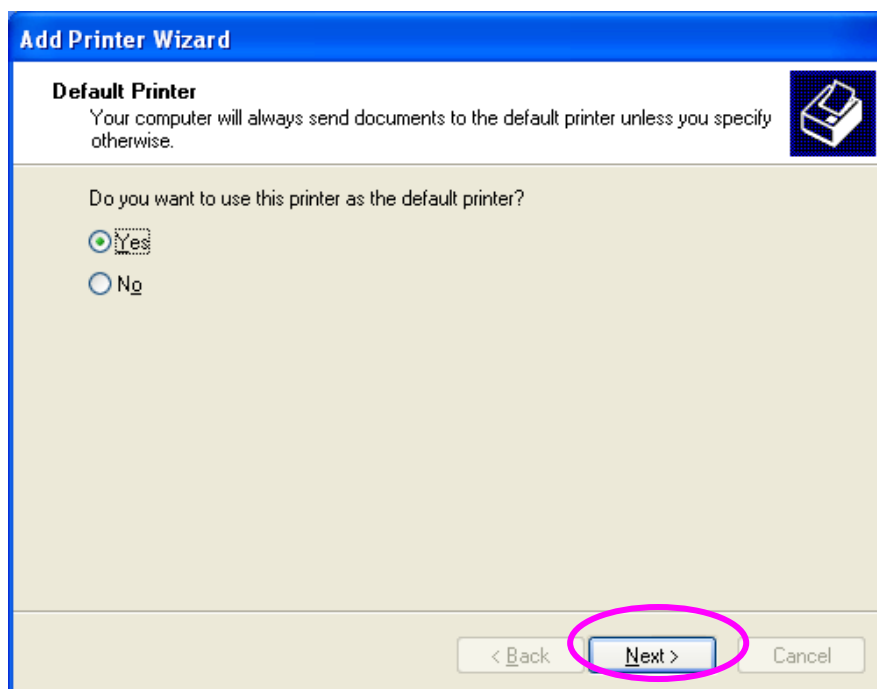 Add Printer Wizard
Default Printer
Your computer will always send documents to the default printer unless you specify
otherwise.
Do you want to use this printer as the default printer?
Yes
No
< Back
Next >
Cancel